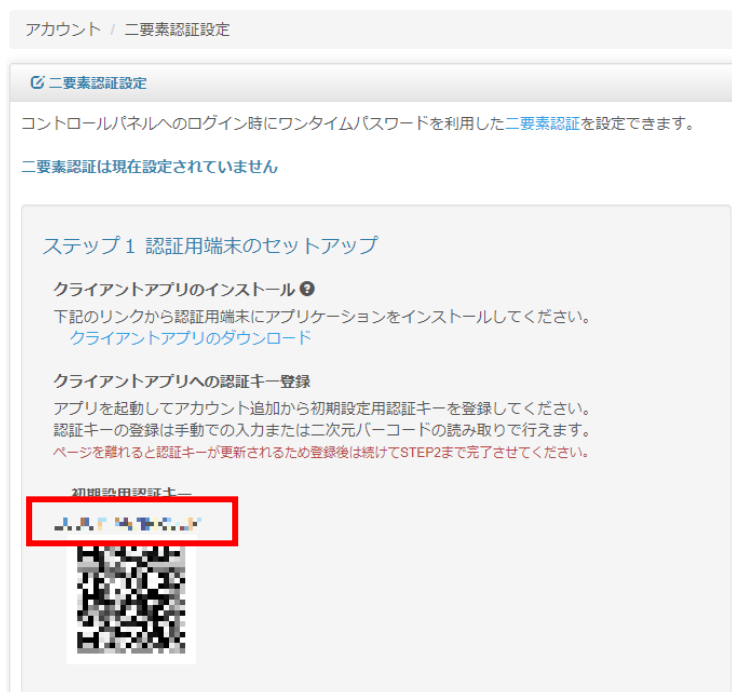 アカウント / 二要素認証設定
二要素認証設定
コントロールパネルへのログイン時にワンタイムパスワードを利用した二要素認証を設定できます。
二要素認証は現在設定されていません
ステップ１ 認証用端末のセットアップ
クライアントアプリのインストール
下記のリンクから認証用端末にアプリケーションをインストールしてください。
クライアントアプリのダウンロード
クライアントアプリへの認証キー登録
アプリを起動してアカウント追加から初期設定用認証キーを登録してください。
認証キーの登録は手動での入力または二次元バーコードの読み取りで行えます。
ページを離れると認証キーが更新されるため登録後は続けてSTEP2まで完了させてください。
初期設用認証キー